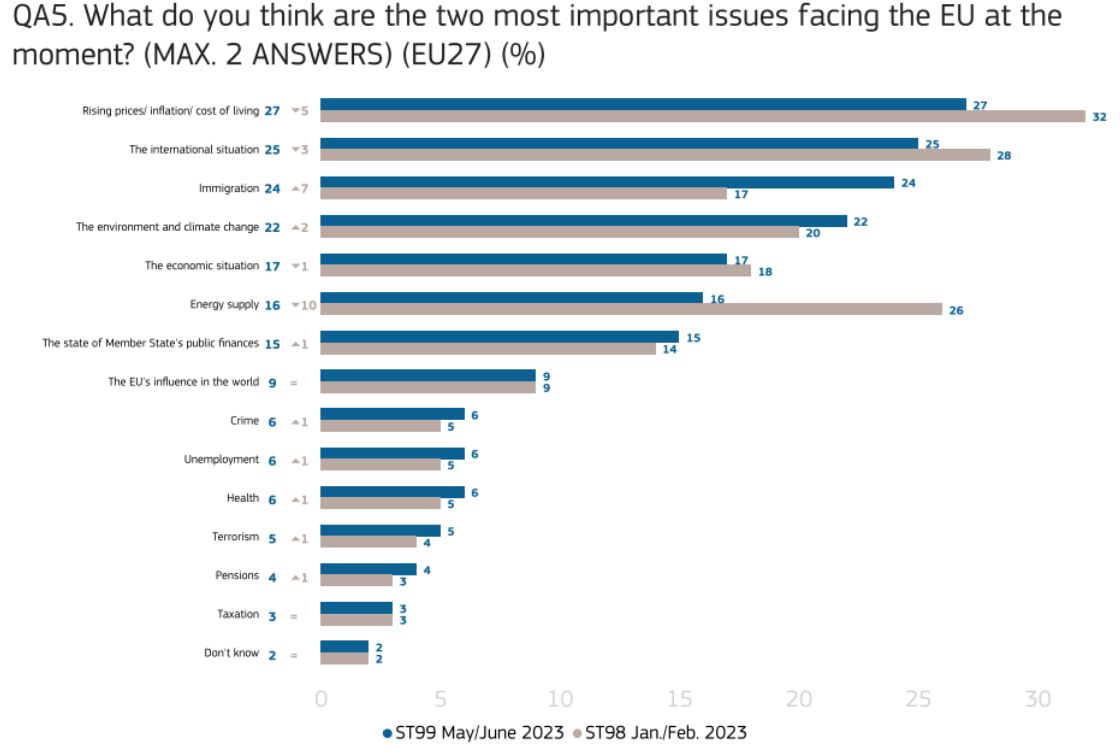 QA5. What do you think are the two most important issues facing the EU at the
moment? (MAX. 2 ANSWERS) (EU27) (%)
Rising prices/ inflation/ cost of living 27 ▼5 27
32
The international situation 25 ▼3 25
28
Immigration 24 ▲7 24
17
The environment and climate change 22 ▲2 22
20
The economic situation 17 ▼1 17
18
Energy supply 16 ▼10 16
26
The state of Member State's public finances 15 ▲1 15
14
The EU's influence in the world 9 = 9
9
Crime 6 ▲1 6
5
Unemployment 6 ▲1 6
5
Health 6 ▲1 6
5
Terrorism 5 ▲1 5
4
Pensions 4 ▲1 4
3
Taxation 3 = 3
3
Don't know 2 = 2
2
0 5 10 15 20 25 30
ST99 May/June 2023 ST98 Jan./Feb. 2023